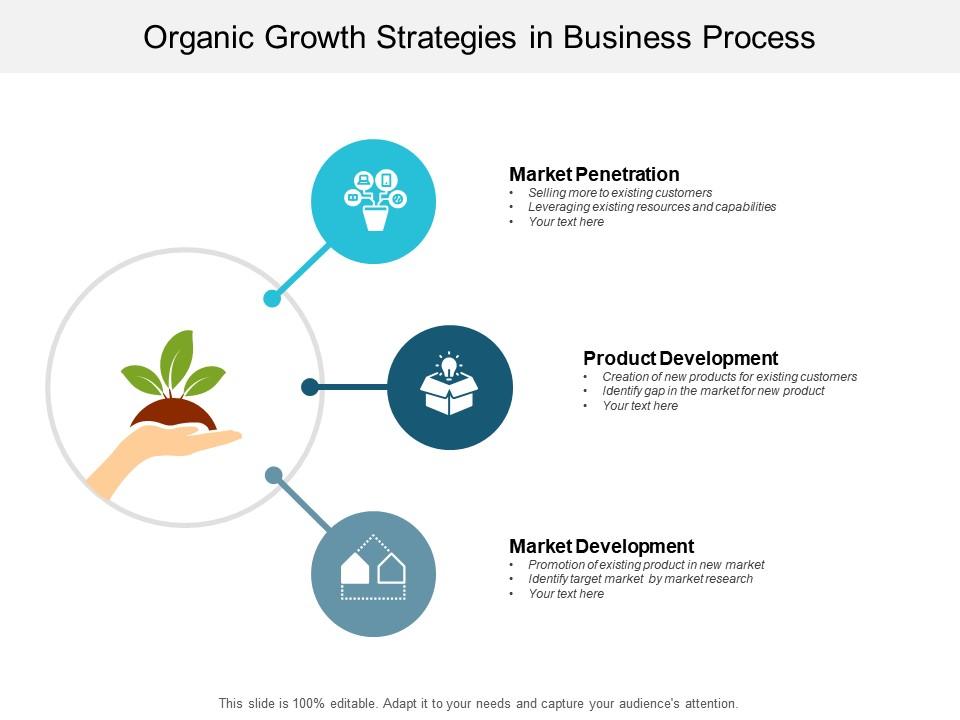 Organic Growth Strategies in Business Process
Market Penetration
• Selling more to existing customers
• Leveraging existing resources and capabilities
• Your text here
Product Development
• Creation of new products for existing customers
• Identify gap in the market for new product
• Your text here
Market Development
• Promotion of existing product in new market
• Identify target market by market research
• Your text here
This slide is 100% editable. Adapt it to your needs and capture your audience's attention.